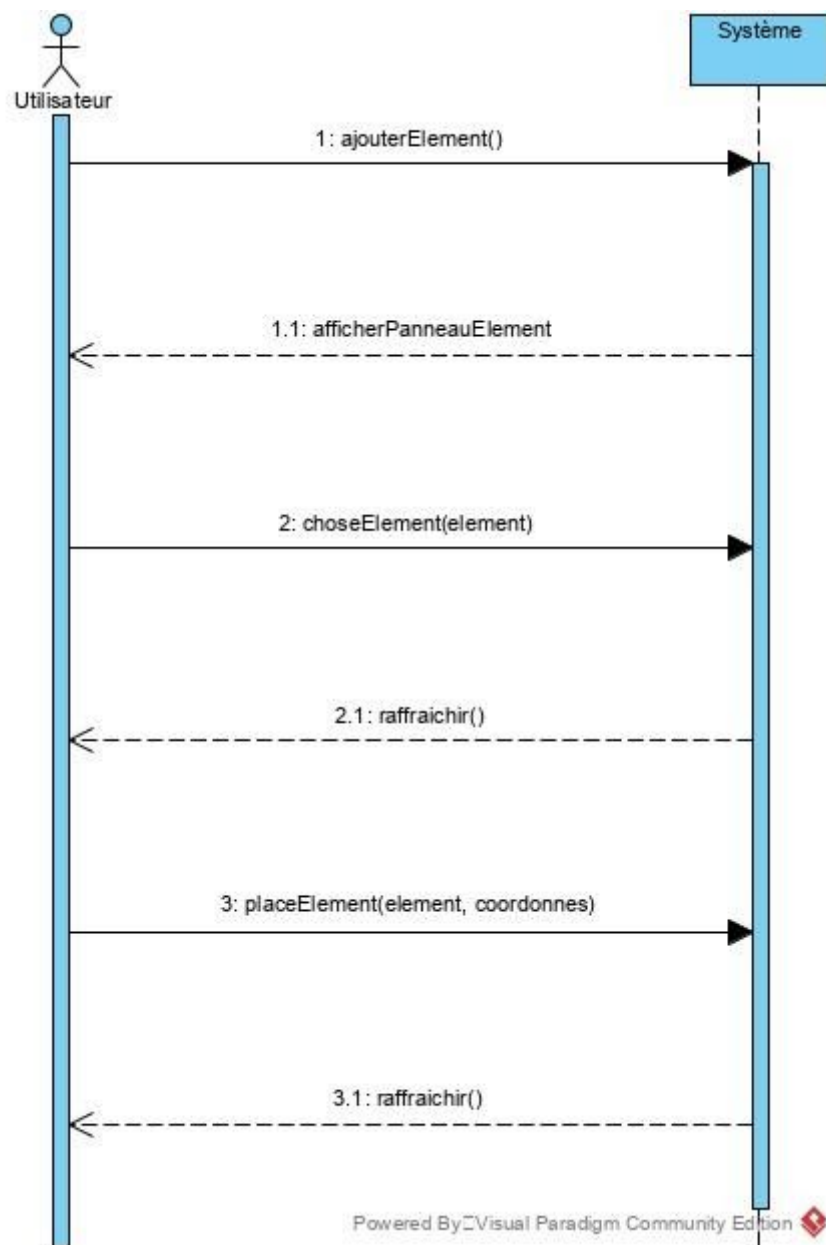 Système
Utilisateur
1: ajouterElement()
1.1: afficherPanneauElement
2: choseElement(element)
2.1: raffraichir()
3: placeElement(element, coordonnes)
3.1: raffraichir()
Powered By Visual Paradigm Community Edition